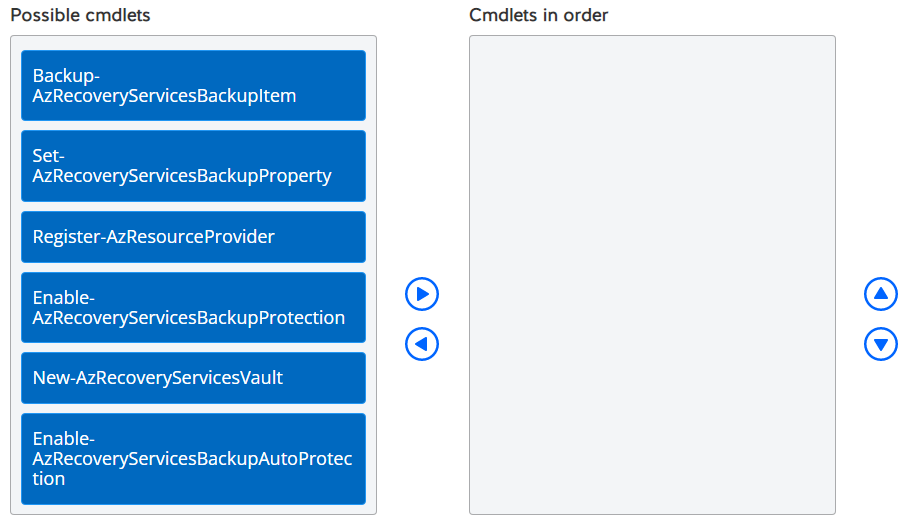 Possible cmdlets
Cmdlets in order
Backup-
AzRecoveryServicesBackupItem
Set-
AzRecoveryServicesBackupProperty
Register-AzResourceProvider
Enable-
AzRecoveryServicesBackupProtection
New-AzRecoveryServicesVault
Enable-
AzRecoveryServicesBackupAutoProtec
tion